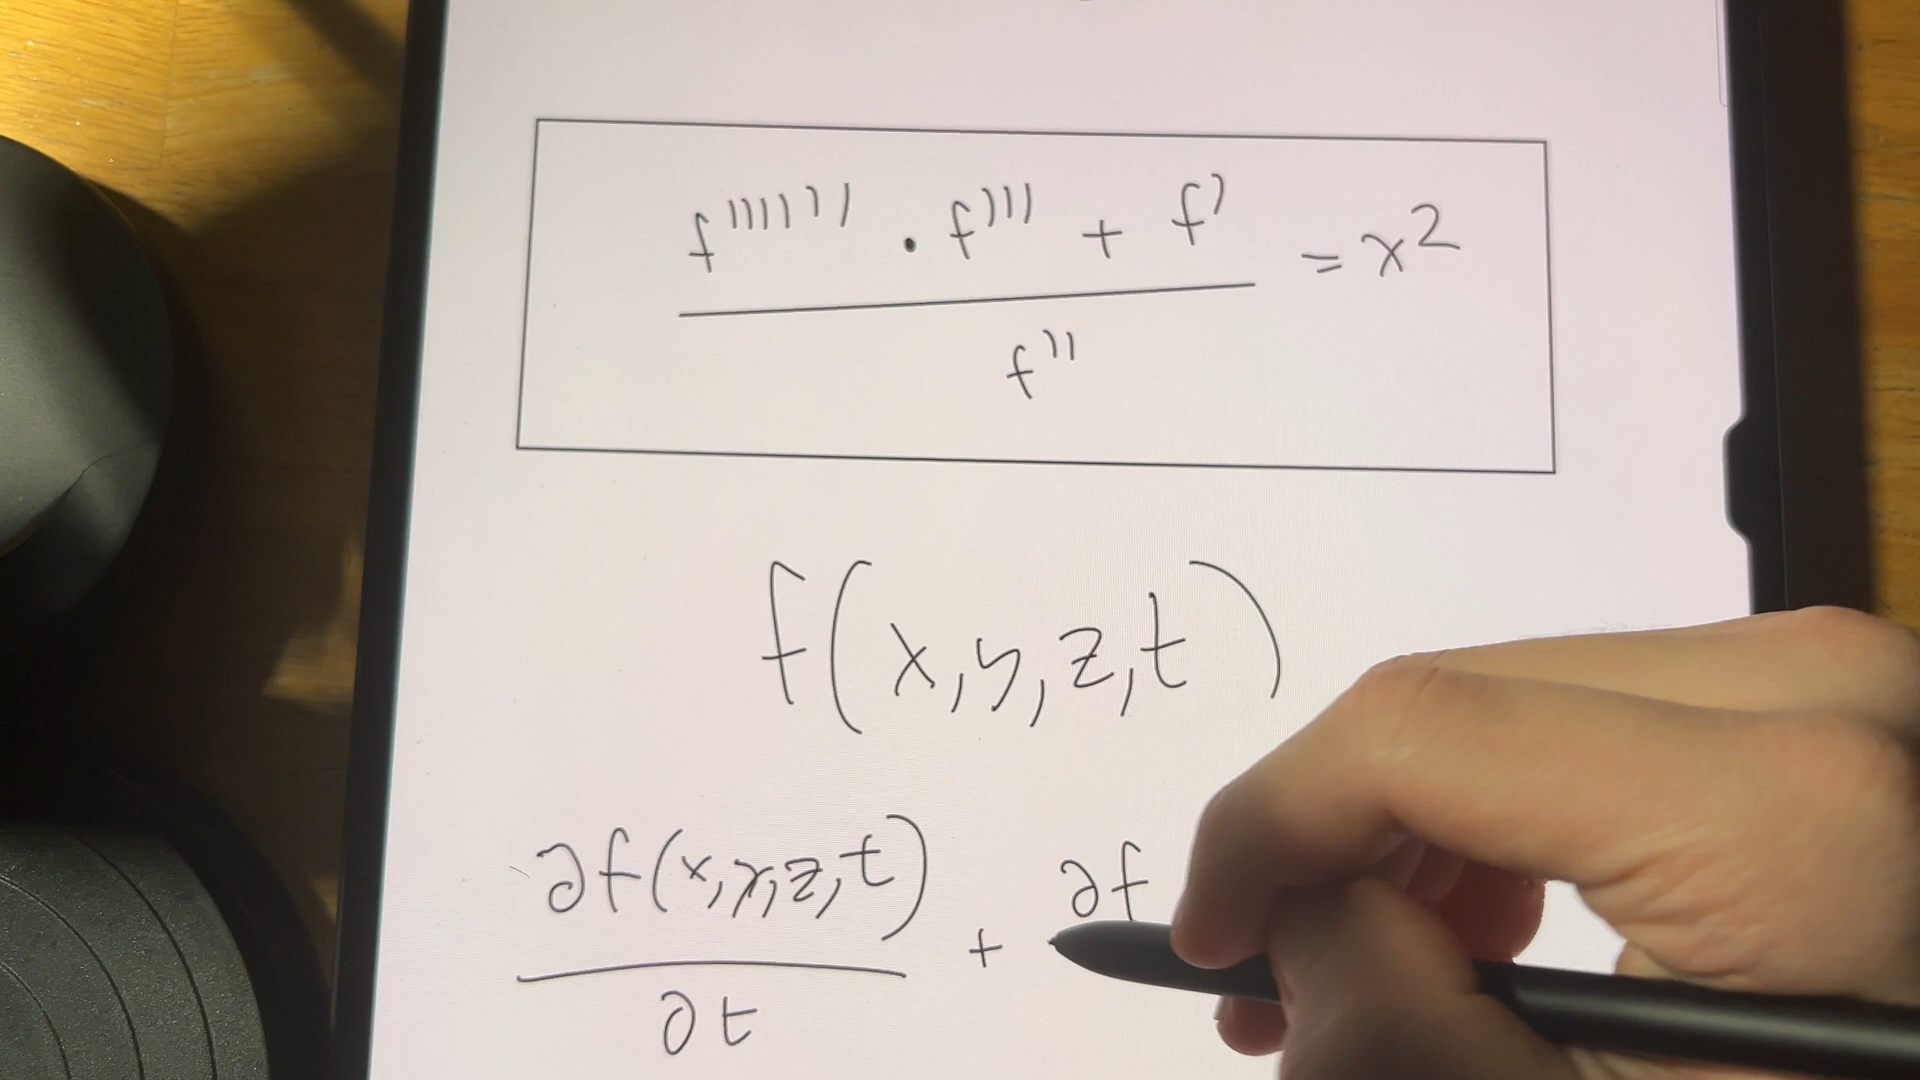 f''''''' · f''' + f' = x²
f''
f(x,y,z,t)
∂f(x,y,z,t) + ∂f
∂t